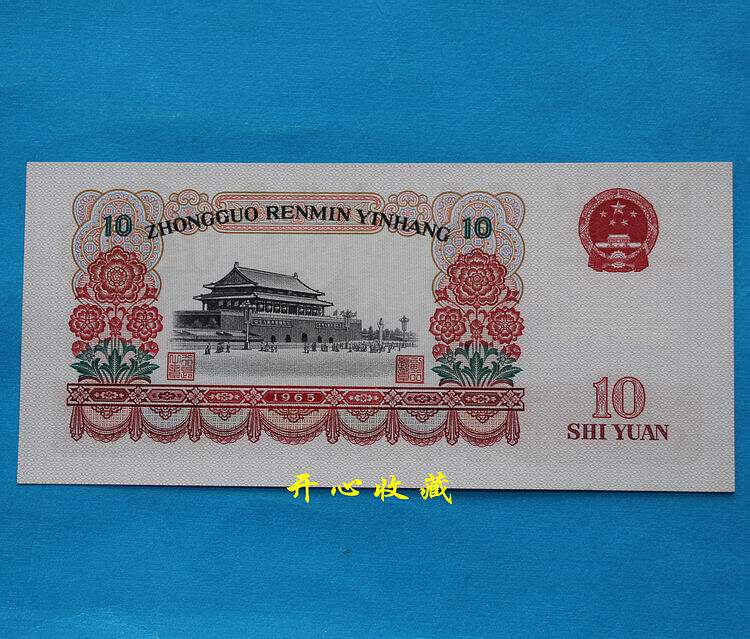 10 ZHONGGUO RENMIN YINHANG 10
1965
10
SHI YUAN
开心收藏